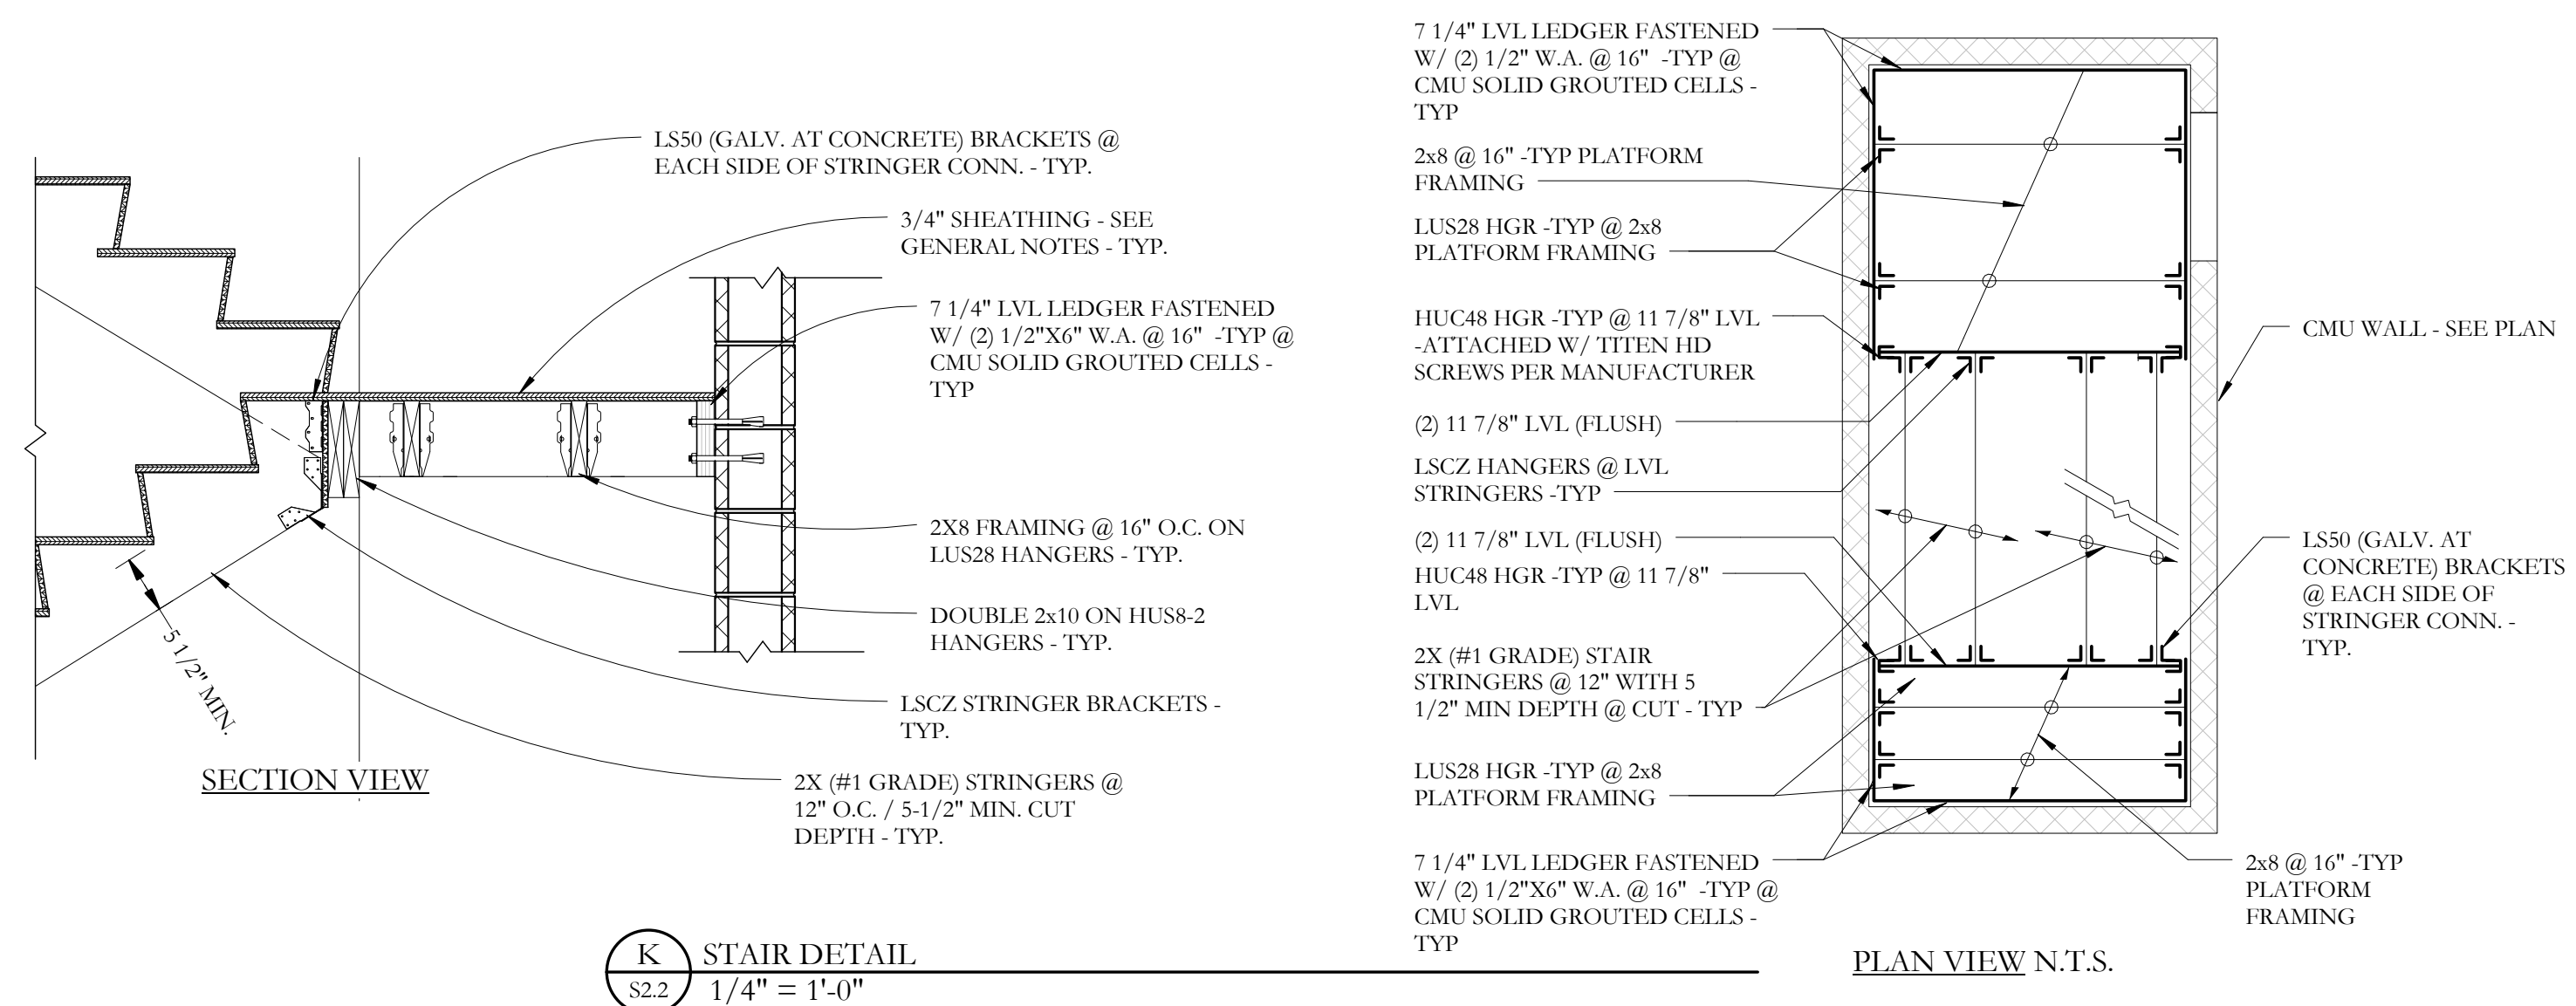 LS50 (GALV. AT CONCRETE) BRACKETS @
EACH SIDE OF STRINGER CONN. - TYP.
3/4" SHEATHING - SEE
GENERAL NOTES - TYP.
7 1/4" LVL LEDGER FASTENED
W/ (2) 1/2"X6" W.A. @ 16" -TYP @
CMU SOLID GROUTED CELLS -
TYP
2X8 FRAMING @ 16" O.C. ON
LUS28 HANGERS - TYP.
DOUBLE 2x10 ON HUS8-2
HANGERS - TYP.
LSCZ STRINGER BRACKETS -
TYP.
2X (#1 GRADE) STRINGERS @
12" O.C. / 5-1/2" MIN. CUT
DEPTH - TYP.
5 1/2" MIN.
SECTION VIEW
7 1/4" LVL LEDGER FASTENED
W/ (2) 1/2" W.A. @ 16" -TYP @
CMU SOLID GROUTED CELLS -
TYP
2x8 @ 16" -TYP PLATFORM
FRAMING
LUS28 HGR -TYP @ 2x8
PLATFORM FRAMING
HUC48 HGR -TYP @ 11 7/8" LVL
-ATTACHED W/ TITEN HD
SCREWS PER MANUFACTURER
(2) 11 7/8" LVL (FLUSH)
LSCZ HANGERS @ LVL
STRINGERS -TYP
(2) 11 7/8" LVL (FLUSH)
HUC48 HGR -TYP @ 11 7/8"
LVL
2X (#1 GRADE) STAIR
STRINGERS @ 12" WITH 5
1/2" MIN DEPTH @ CUT - TYP
LUS28 HGR -TYP @ 2x8
PLATFORM FRAMING
7 1/4" LVL LEDGER FASTENED
W/ (2) 1/2"X6" W.A. @ 16" -TYP @
CMU SOLID GROUTED CELLS -
TYP
CMU WALL - SEE PLAN
LS50 (GALV. AT
CONCRETE) BRACKETS
@ EACH SIDE OF
STRINGER CONN. -
TYP.
2x8 @ 16" -TYP
PLATFORM
FRAMING
PLAN VIEW N.T.S.
K
S2.2
STAIR DETAIL
1/4" = 1'-0"